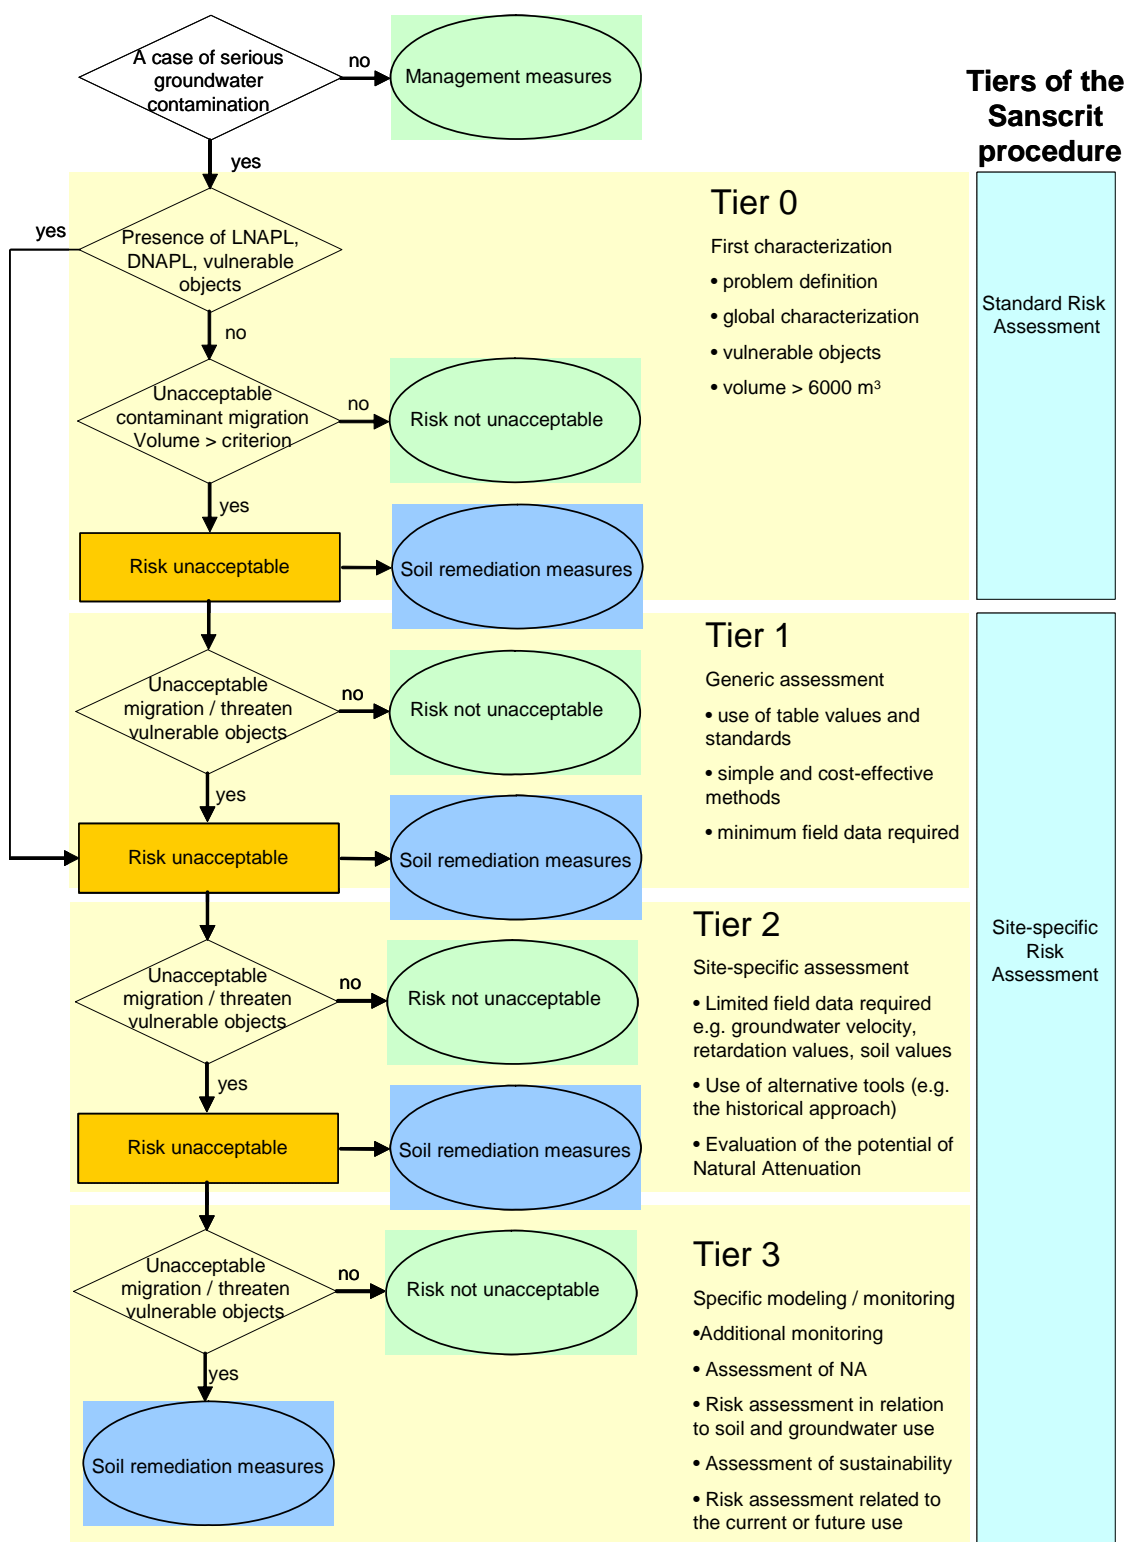 A case of serious
groundwater
contamination
no
Management measures
Tiers of the
Sanscrit
procedure
yes
Tier 0
yes
Presence of LNAPL,
DNAPL, vulnerable
objects
First characterization
• problem definition
• global characterization
• vulnerable objects
• volume > 6000 m³
Standard Risk
Assessment
no
Unacceptable
contaminant migration
Volume > criterion
no
Risk not unacceptable
yes
Risk unacceptable
Soil remediation measures
Tier 1
Generic assessment
• use of table values and
standards
• simple and cost-effective
methods
• minimum field data required
Unacceptable
migration / threaten
vulnerable objects
no
Risk not unacceptable
yes
Risk unacceptable
Soil remediation measures
Tier 2
Site-specific assessment
• Limited field data required
e.g. groundwater velocity,
retardation values, soil values
• Use of alternative tools (e.g.
the historical approach)
• Evaluation of the potential of
Natural Attenuation
Site-specific
Risk
Assessment
Unacceptable
migration / threaten
vulnerable objects
no
Risk not unacceptable
yes
Risk unacceptable
Soil remediation measures
Tier 3
Specific modeling / monitoring
•Additional monitoring
• Assessment of NA
• Risk assessment in relation
to soil and groundwater use
• Assessment of sustainability
• Risk assessment related to
the current or future use
Unacceptable
migration / threaten
vulnerable objects
no
Risk not unacceptable
yes
Soil remediation measures